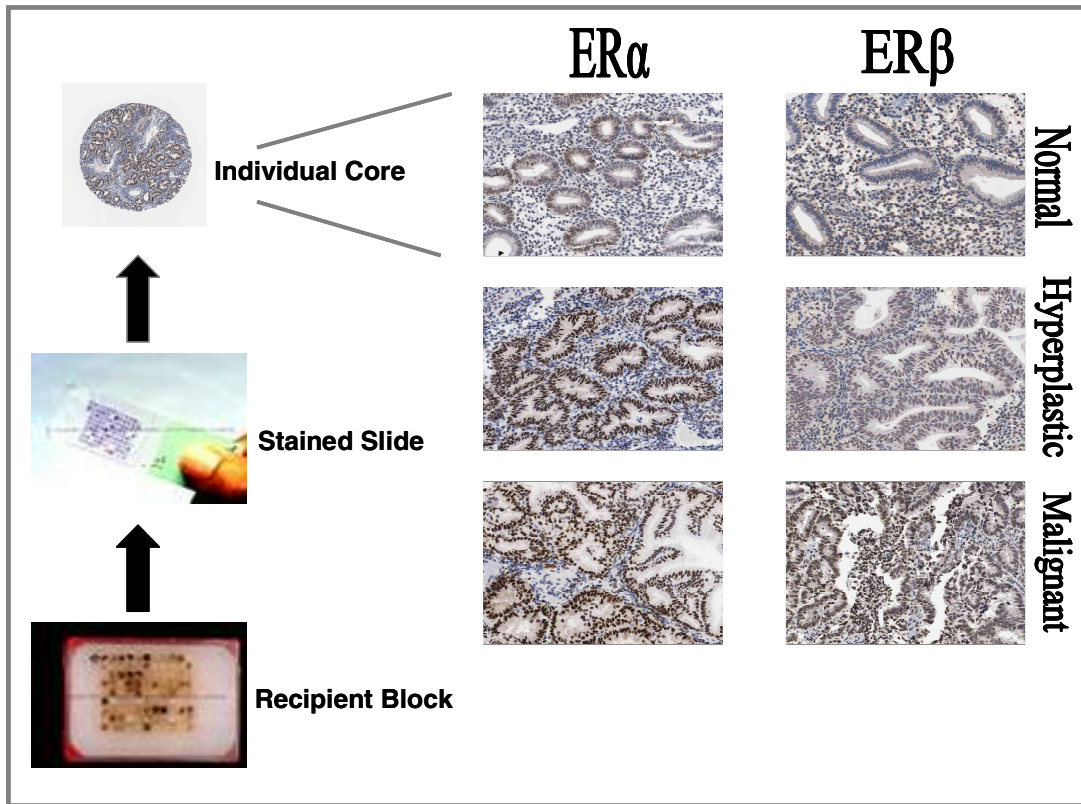 ERα
ERβ
Individual Core
Normal
Stained Slide
Hyperplastic
Recipient Block
Malignant